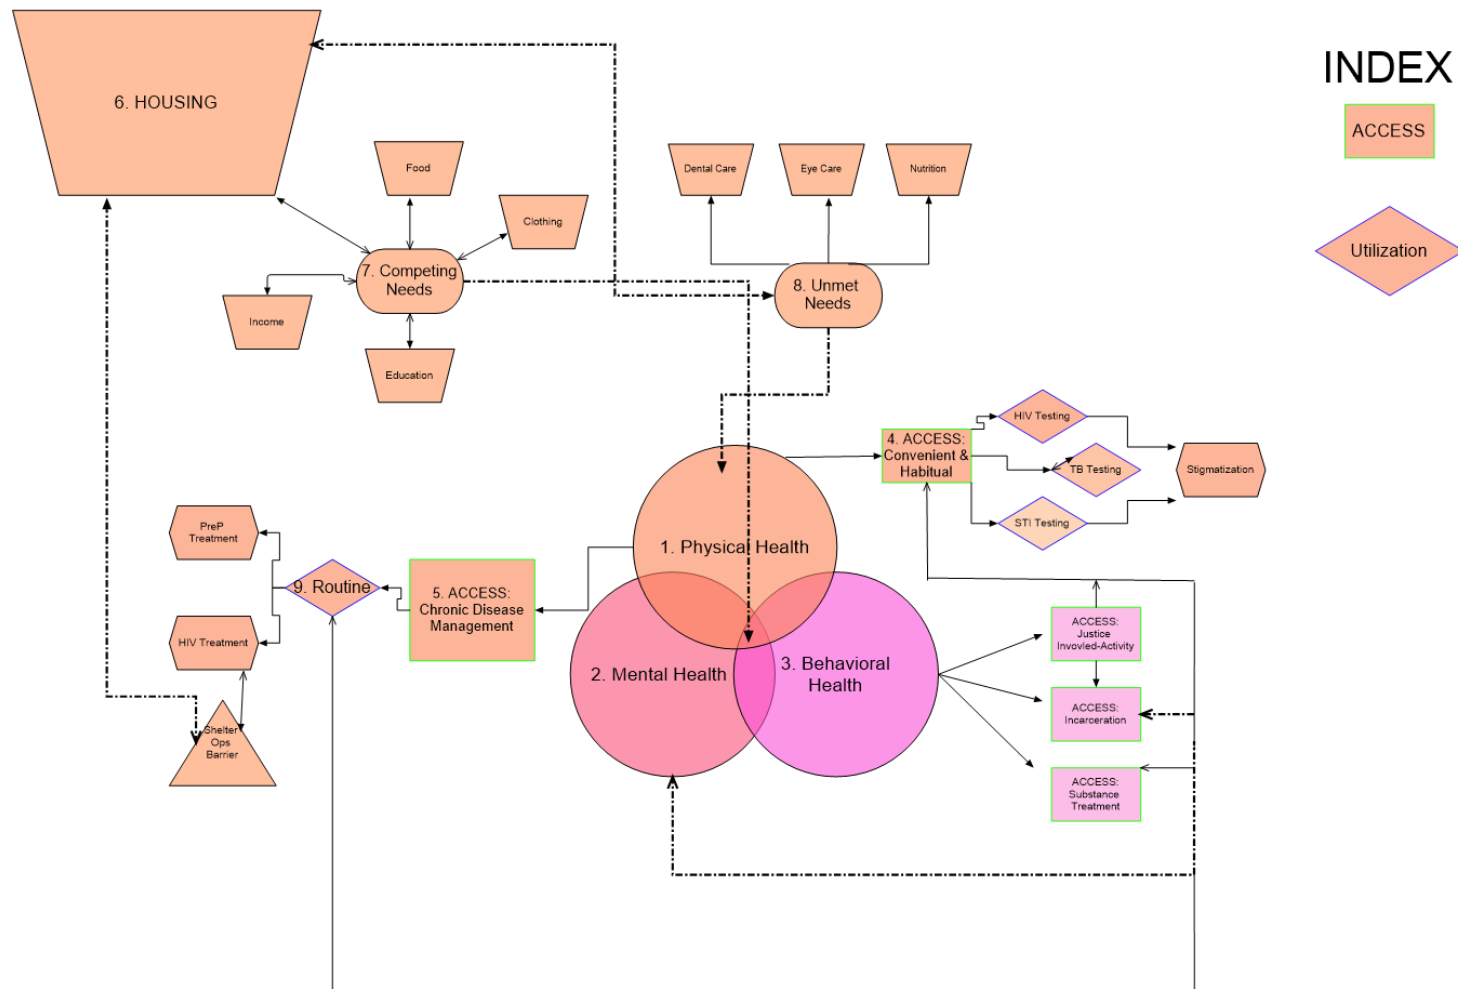 INDEX
ACCESS
Utilization
6. HOUSING
Food
Clothing
7. Competing
Needs
Income
Education
Dental Care
Eye Care
Nutrition
8. Unmet
Needs
4. ACCESS:
Convenient &
Habitual
HIV Testing
TB Testing
STI Testing
Stigmatization
1. Physical Health
2. Mental Health
3. Behavioral
Health
5. ACCESS:
Chronic Disease
Management
9. Routine
PreP
Treatment
HIV Treatment
Shelter
Ops
Barrier
ACCESS:
Justice
Invovled-Activity
ACCESS:
Incarceration
ACCESS:
Substance
Treatment